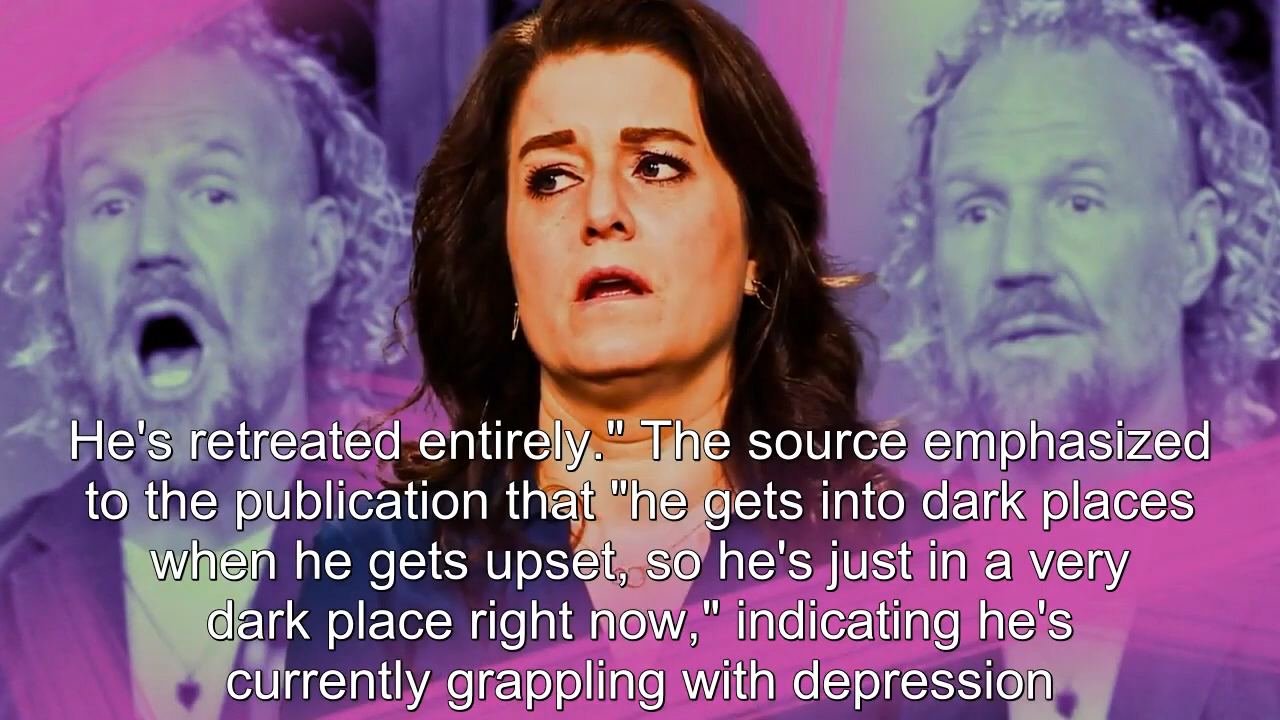 He's retreated entirely." The source emphasized
to the publication that "he gets into dark places
when he gets upset, so he's just in a very
dark place right now," indicating he's
currently grappling with depression